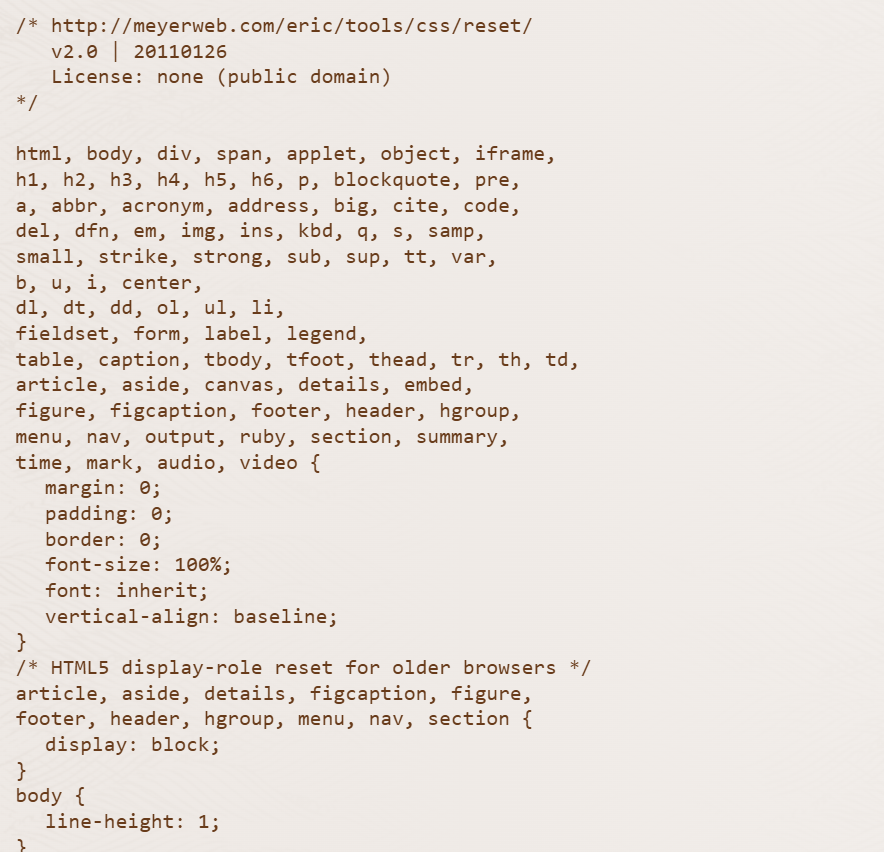 /* http://meyerweb.com/eric/tools/css/reset/
   v2.0 | 20110126
   License: none (public domain)
*/

html, body, div, span, applet, object, iframe,
h1, h2, h3, h4, h5, h6, p, blockquote, pre,
a, abbr, acronym, address, big, cite, code,
del, dfn, em, img, ins, kbd, q, s, samp,
small, strike, strong, sub, sup, tt, var,
b, u, i, center,
dl, dt, dd, ol, ul, li,
fieldset, form, label, legend,
table, caption, tbody, tfoot, thead, tr, th, td,
article, aside, canvas, details, embed,
figure, figcaption, footer, header, hgroup,
menu, nav, output, ruby, section, summary,
time, mark, audio, video {
  margin: 0;
  padding: 0;
  border: 0;
  font-size: 100%;
  font: inherit;
  vertical-align: baseline;
}
/* HTML5 display-role reset for older browsers */
article, aside, details, figcaption, figure,
footer, header, hgroup, menu, nav, section {
  display: block;
}
body {
  line-height: 1;
}